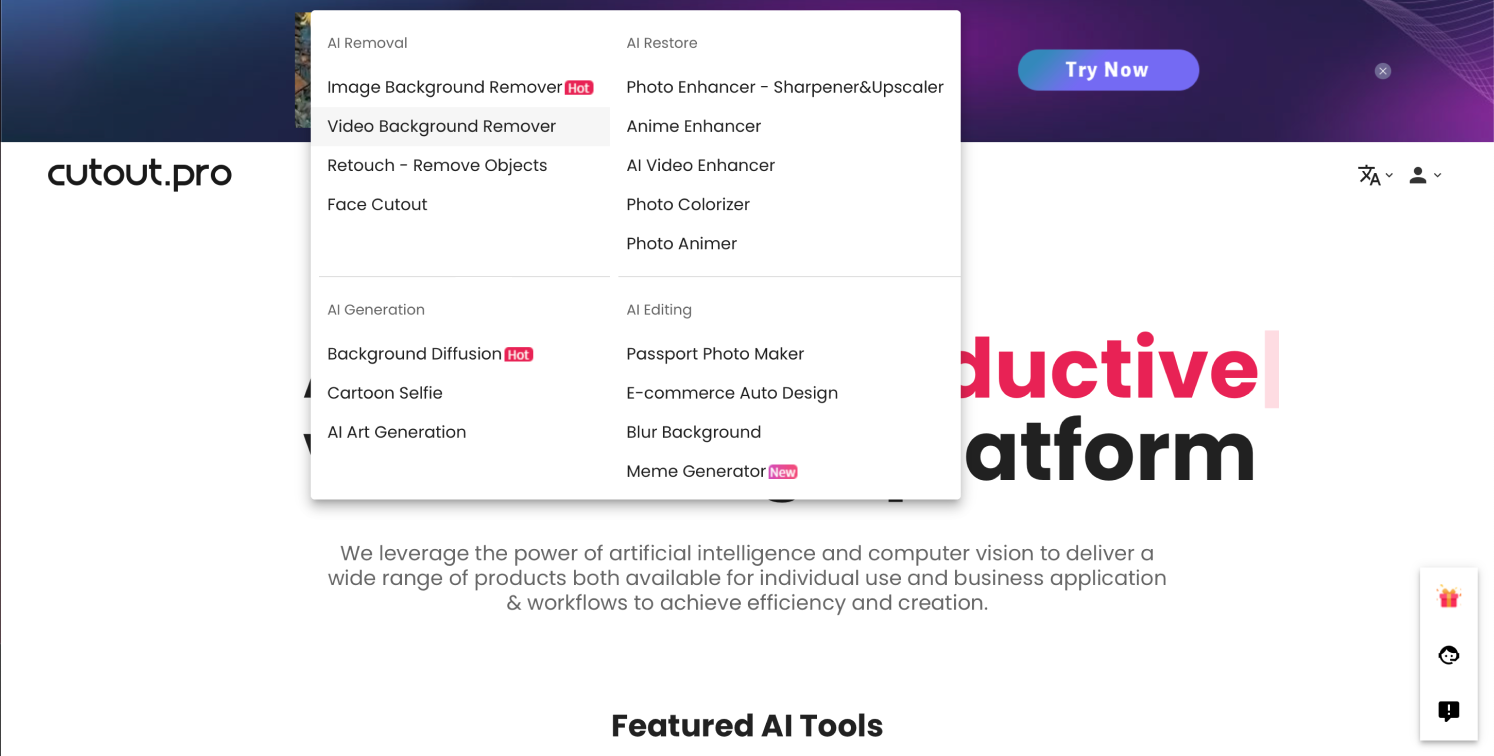 AI Removal
Image Background Remover Hot
Video Background Remover
Retouch - Remove Objects
Face Cutout
AI Restore
Photo Enhancer - Sharpener&Upscaler
Anime Enhancer
AI Video Enhancer
Photo Colorizer
Photo Animer
AI Generation
Background Diffusion Hot
Cartoon Selfie
AI Art Generation
AI Editing
Passport Photo Maker
E-commerce Auto Design
Blur Background
Meme Generator New
Try Now
cutout.pro
ductive
atform
We leverage the power of artificial intelligence and computer vision to deliver a
wide range of products both available for individual use and business application
& workflows to achieve efficiency and creation.
Featured AI Tools